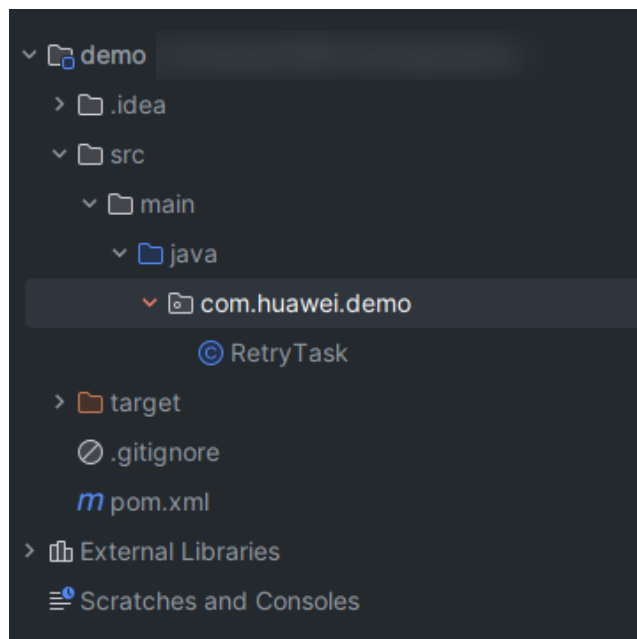 demo
.idea
src
main
java
com.huawei.demo
RetryTask
target
.gitignore
pom.xml
External Libraries
Scratches and Consoles